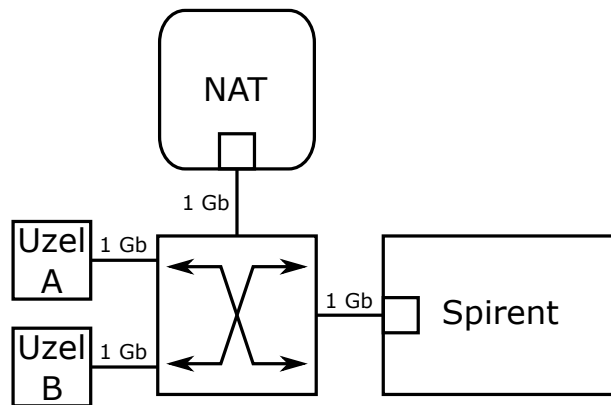 NAT
1 Gb
Uzel
A
1 Gb
1 Gb
Spirent
Uzel
B
1 Gb